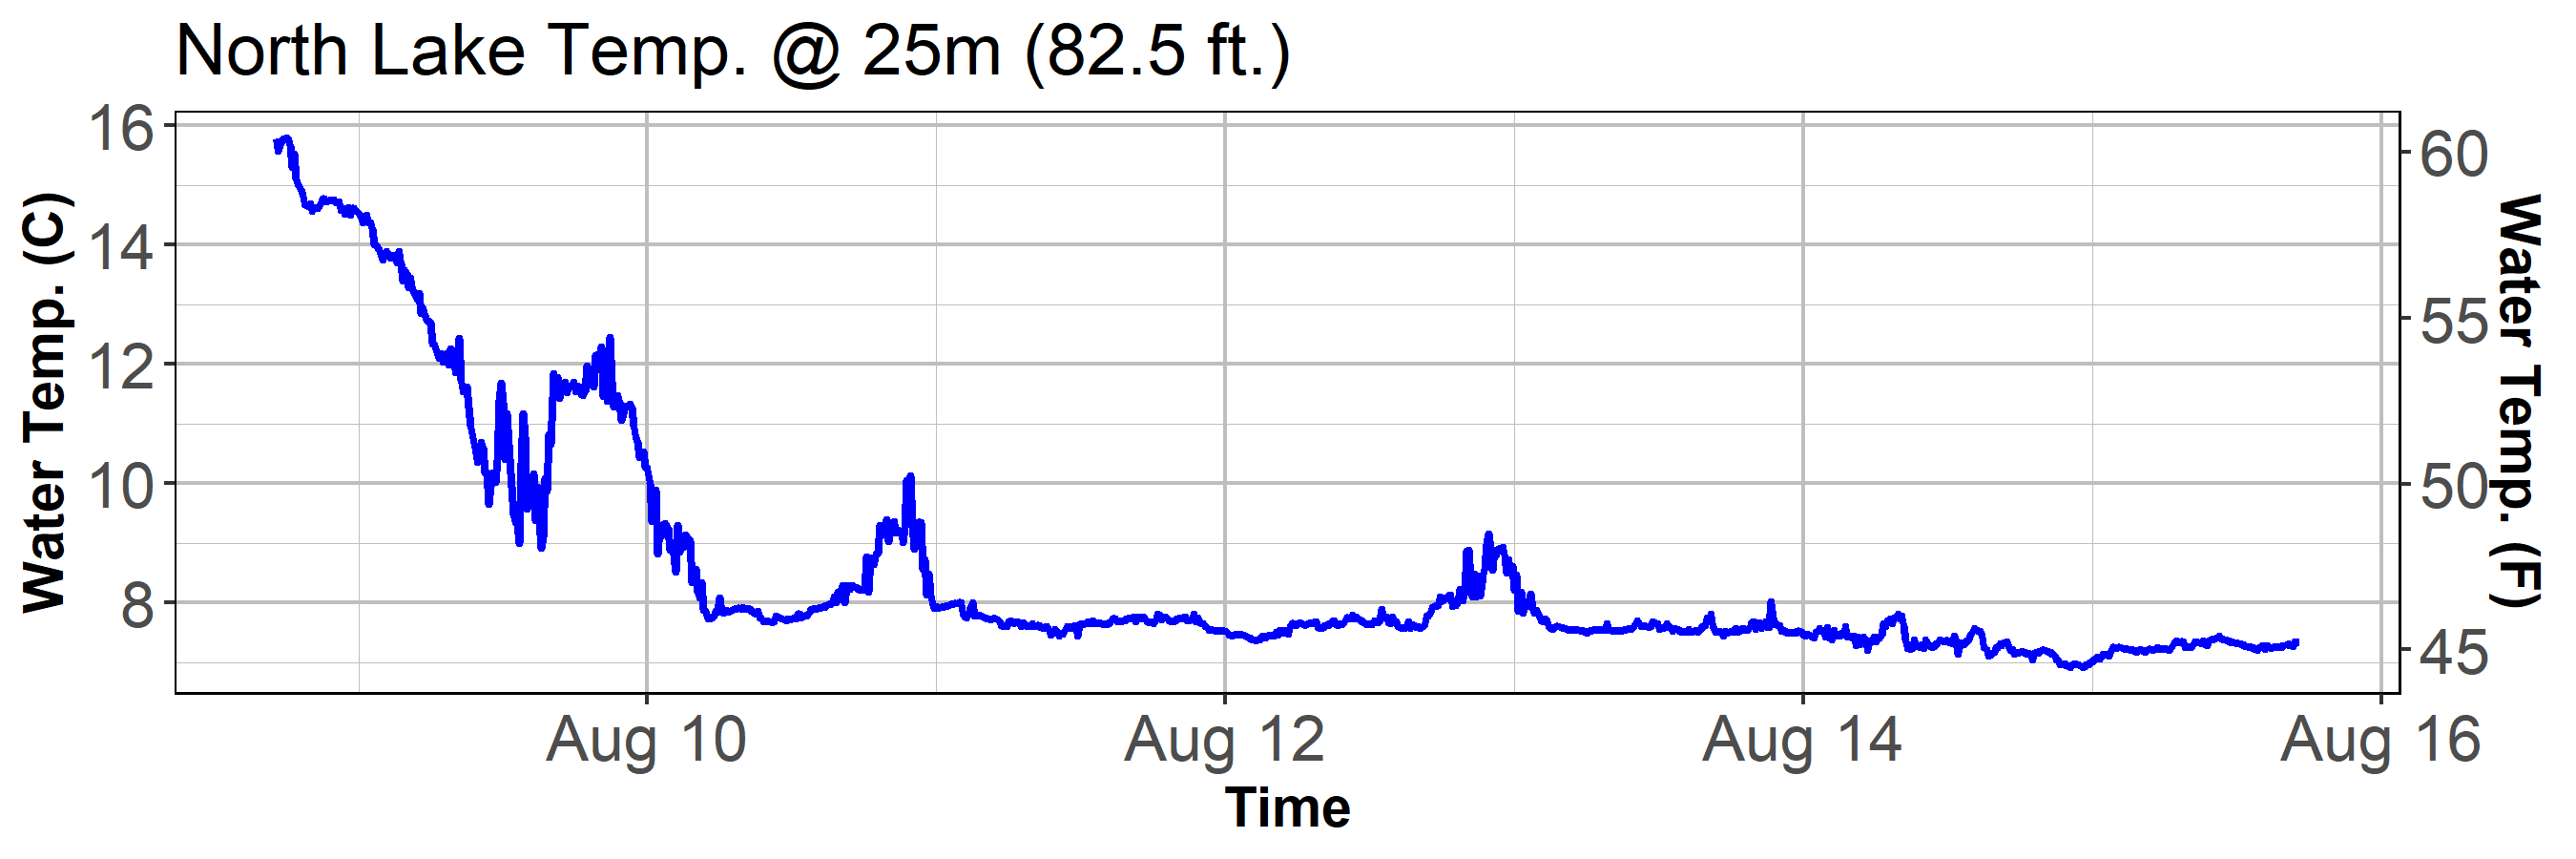 North Lake Temp. @ 25m (82.5 ft.)
Water Temp. (C)
16
14
12
10
8
60
55
50
45
Water Temp. (F)
Aug 10 Aug 12 Aug 14 Aug 16
Time